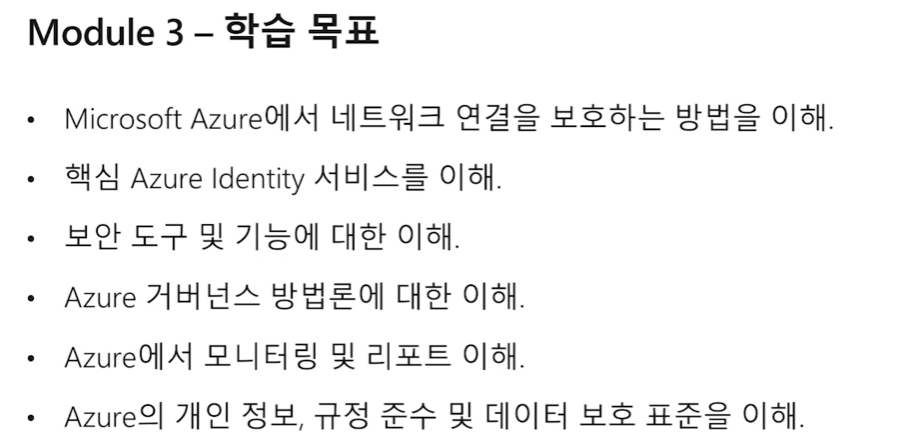 Module 3 – 학습 목표
• Microsoft Azure에서 네트워크 연결을 보호하는 방법을 이해.
• 핵심 Azure Identity 서비스를 이해.
• 보안 도구 및 기능에 대한 이해.
• Azure 거버넌스 방법론에 대한 이해.
• Azure에서 모니터링 및 리포트 이해.
• Azure의 개인 정보, 규정 준수 및 데이터 보호 표준을 이해.